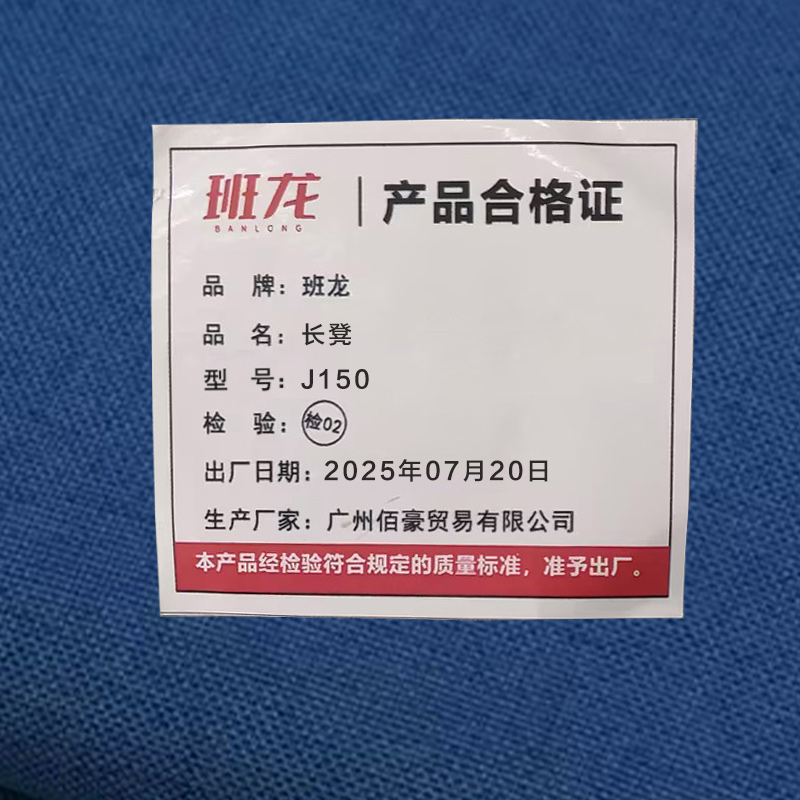 班龙 | 产品合格证
BANLONG
品 牌：班龙
品 名：长凳
型 号：J150
检 验：检02
出厂日期：2025年07月20日
生产厂家：广州佰豪贸易有限公司
本产品经检验符合规定的质量标准，准予出厂。